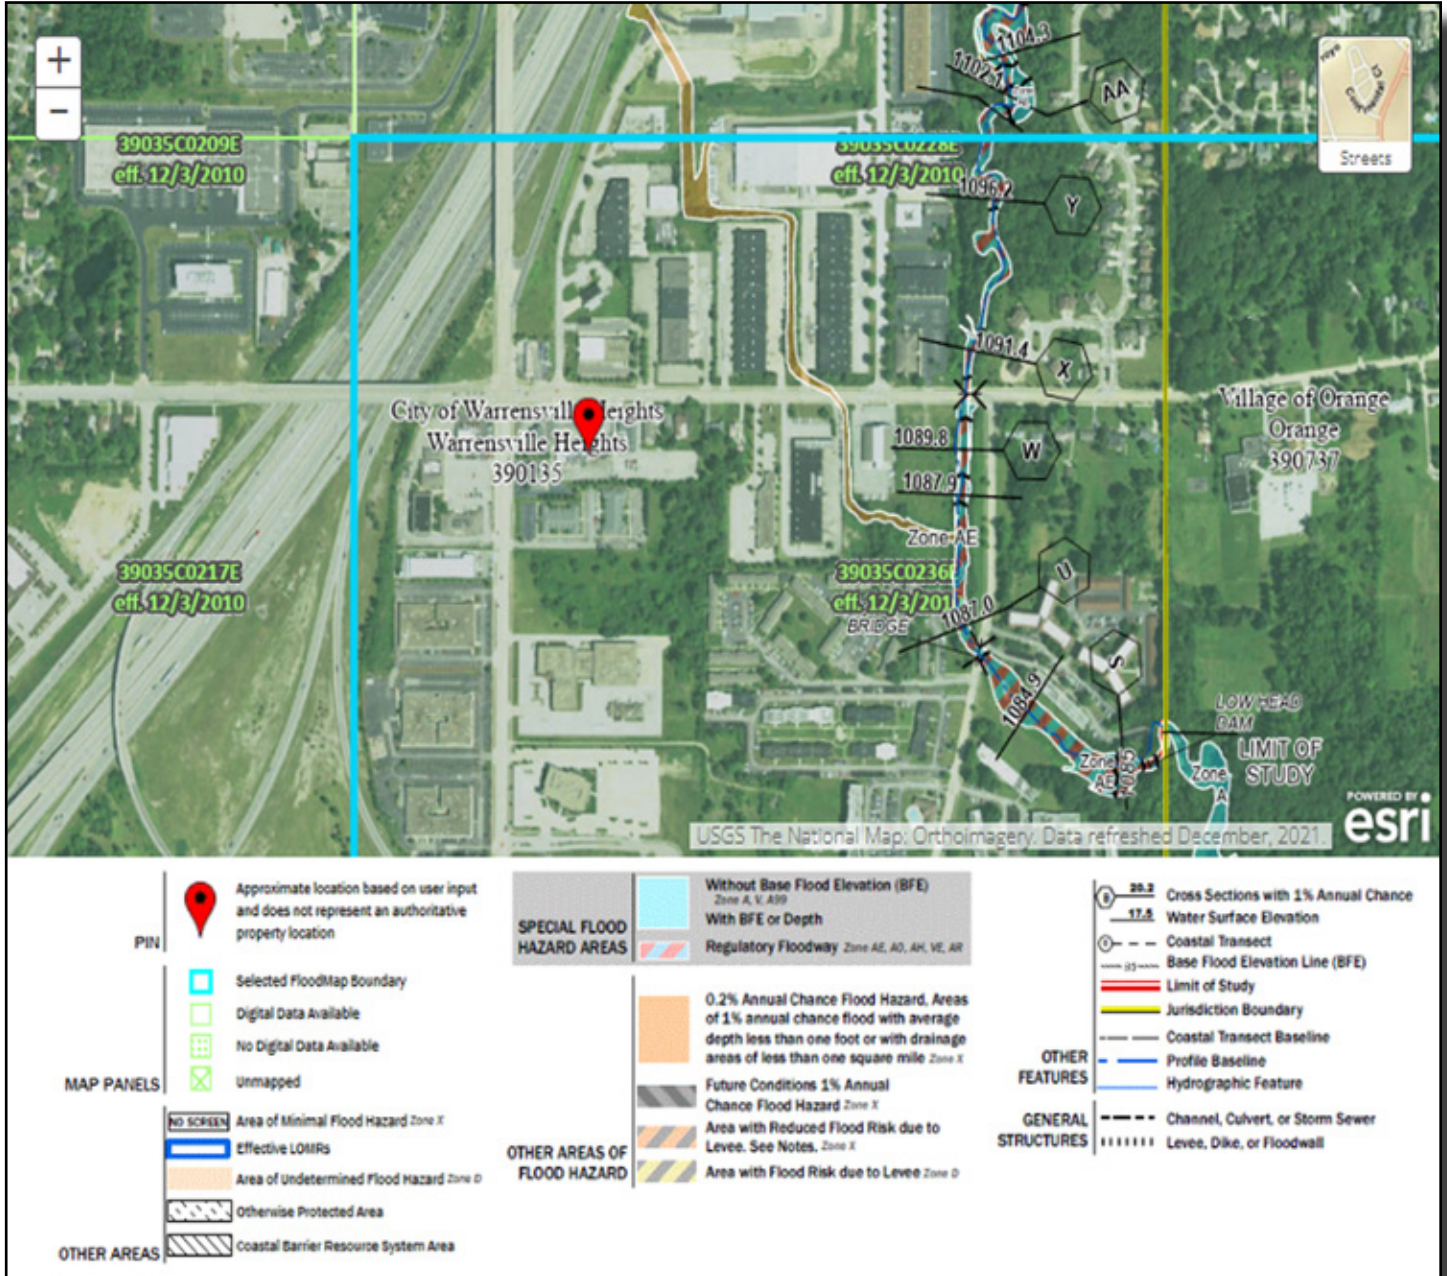 +
−
1104.3
1102.1
AA
Streets
39035C0209E
eff. 12/3/2010
39035C0228E
eff. 12/3/2010
1096.2
Y
1091.4
X
City of Warrensville Heights
Warrensville Heights
390135
Village of Orange
Orange
390737
1089.8
W
1087.9
Zone AE
39035C0217E
eff. 12/3/2010
39035C0236
eff. 12/3/201
U
1087.0
BRIDGE
S
1084.9
LOW HEAD
DAM
LIMIT OF
STUDY
Zone
AE
Zone
A
POWERED BY
esri
USGS The National Map: Orthoimagery. Data refreshed December, 2021.
PIN
Approximate location based on user input
and does not represent an authoritative
property location
MAP PANELS
Selected FloodMap Boundary
Digital Data Available
No Digital Data Available
Unmapped
OTHER AREAS
NO SCREEN Area of Minimal Flood Hazard Zone X
Effective LOMRs
Area of Undetermined Flood Hazard Zone D
Otherwise Protected Area
Coastal Barrier Resource System Area
SPECIAL FLOOD
HAZARD AREAS
Without Base Flood Elevation (BFE)
Zone A, V, A99
With BFE or Depth
Regulatory Floodway Zone AE, AO, AH, VE, AR
OTHER AREAS OF
FLOOD HAZARD
0.2% Annual Chance Flood Hazard, Areas
of 1% annual chance flood with average
depth less than one foot or with drainage
areas of less than one square mile Zone X
Future Conditions 1% Annual
Chance Flood Hazard Zone X
Area with Reduced Flood Risk due to
Levee. See Notes. Zone X
Area with Flood Risk due to Levee Zone D
OTHER
FEATURES
20.2 Cross Sections with 1% Annual Chance
17.5 Water Surface Elevation
Coastal Transect
Base Flood Elevation Line (BFE)
Limit of Study
Jurisdiction Boundary
Coastal Transect Baseline
Profile Baseline
Hydrographic Feature
GENERAL
STRUCTURES
Channel, Culvert, or Storm Sewer
Levee, Dike, or Floodwall